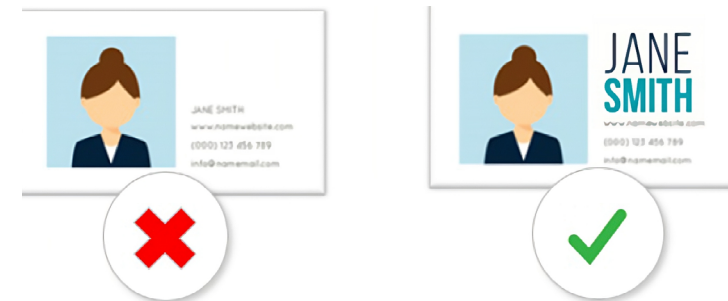 JANE SMITH
www.namewebsite.com
(000) 123 456 789
info@namemail.com
JANE
SMITH
www.namewebsite.com
(000) 123 456 789
info@namemail.com